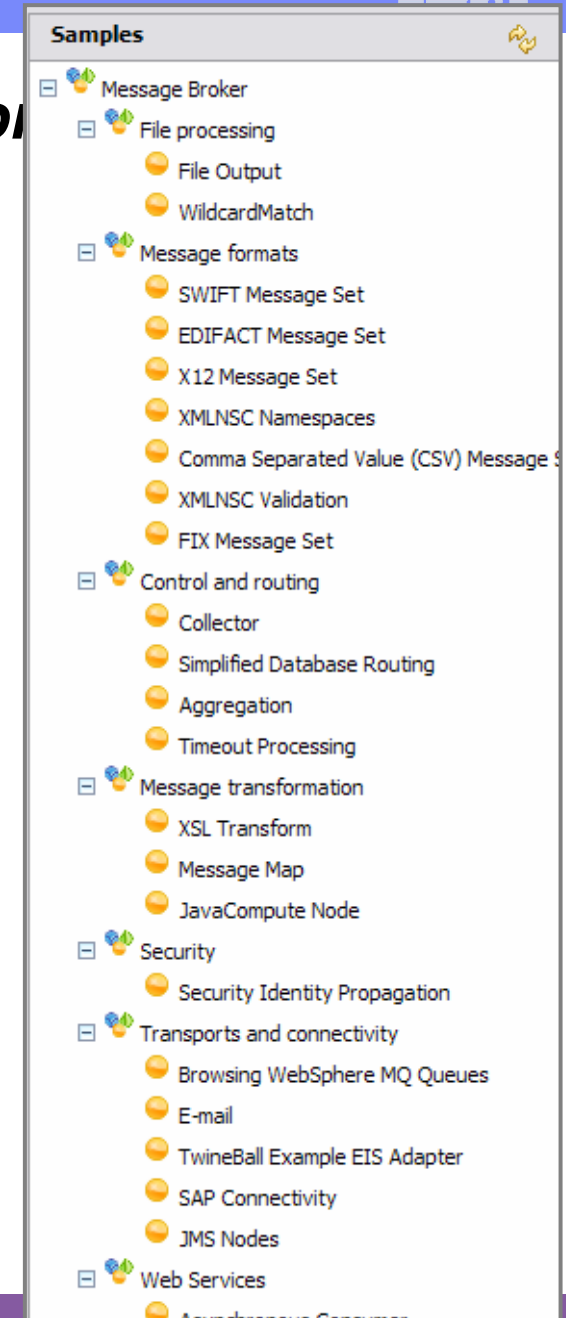 Samples
Message Broker
File processing
File Output
WildcardMatch
Message formats
SWIFT Message Set
EDIFACT Message Set
X12 Message Set
XMLNSC Namespaces
Comma Separated Value (CSV) Message
XMLNSC Validation
FIX Message Set
Control and routing
Collector
Simplified Database Routing
Aggregation
Timeout Processing
Message transformation
XSL Transform
Message Map
JavaCompute Node
Security
Security Identity Propagation
Transports and connectivity
Browsing WebSphere MQ Queues
E-mail
TwineBall Example EIS Adapter
SAP Connectivity
JMS Nodes
Web Services
Asynchronous Consumer